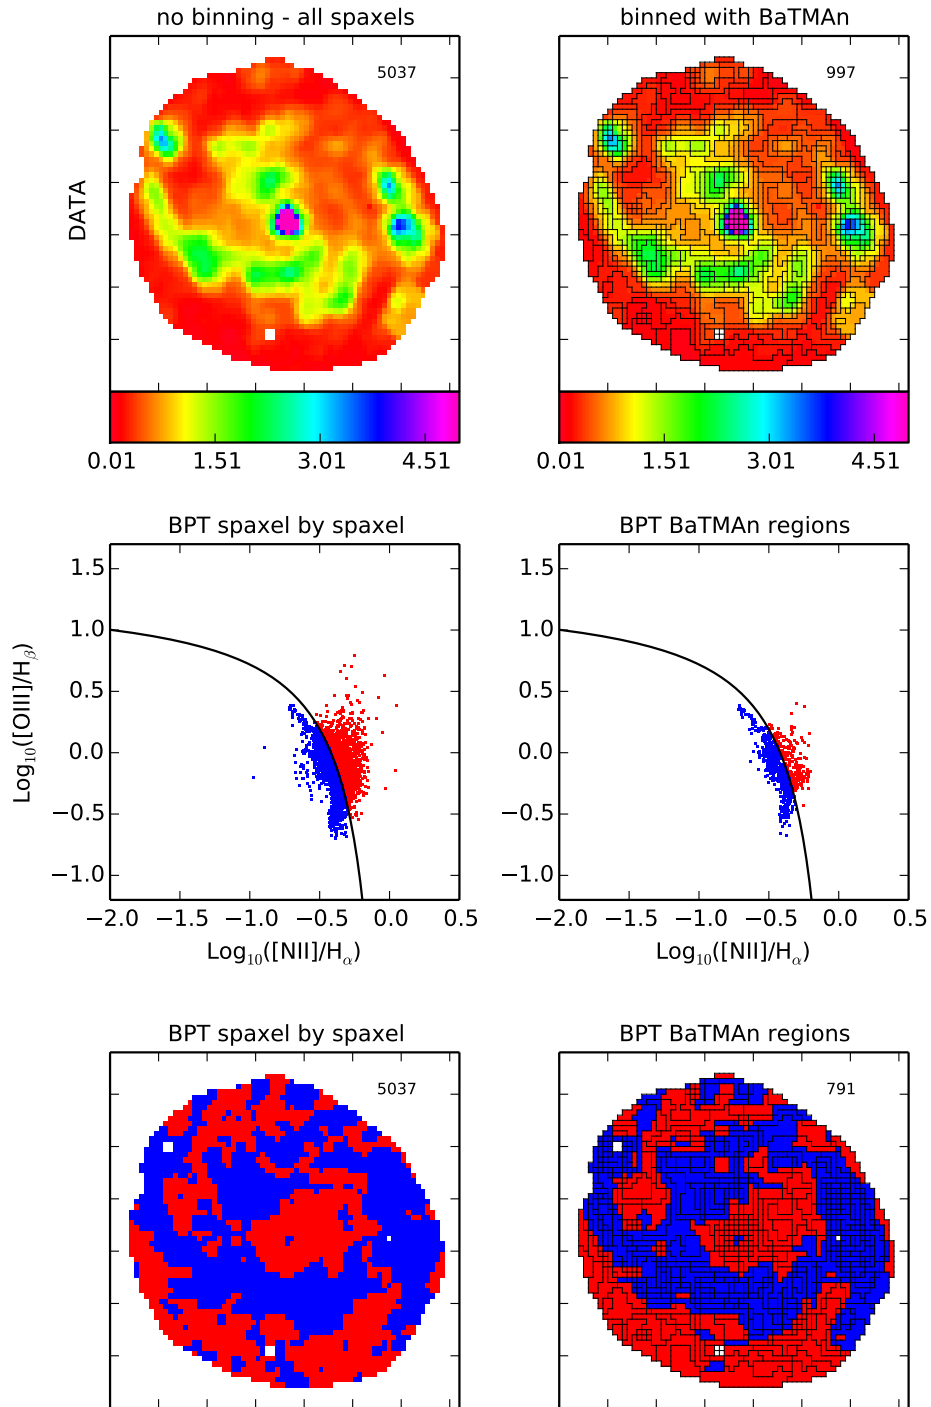 no binning - all spaxels
binned with BaTMAn
5037
997
DATA
0.01 1.51 3.01 4.51
0.01 1.51 3.01 4.51
BPT spaxel by spaxel
BPT BaTMAn regions
Log₁₀([OIII]/Hβ)
1.5
1.0
0.5
0.0
−0.5
−1.0
−2.0 −1.5 −1.0 −0.5 0.0 0.5
Log₁₀([NII]/Hα)
1.5
1.0
0.5
0.0
−0.5
−1.0
−2.0 −1.5 −1.0 −0.5 0.0 0.5
Log₁₀([NII]/Hα)
BPT spaxel by spaxel
BPT BaTMAn regions
5037
791